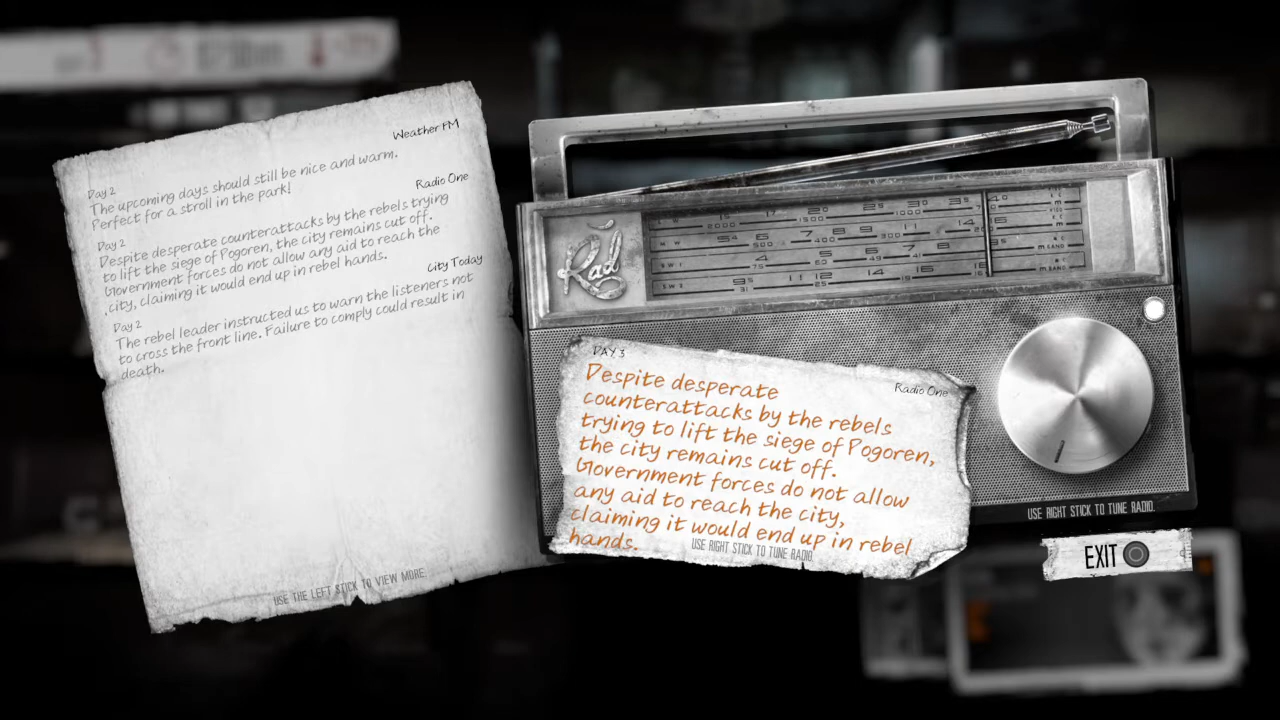 Weather FM
Day 2
The upcoming days should still be nice and warm.
Perfect for a stroll in the park!
Radio One
Day 2
Despite desperate counterattacks by the rebels trying
to lift the siege of Pogoren, the city remains cut off.
Government forces do not allow any aid to reach the
city, claiming it would end up in rebel hands.
City Today
Day 2
The rebel leader instructed us to warn the listeners not
to cross the front line. Failure to comply could result in
death.
USE THE LEFT STICK TO VIEW MORE.
Rad
DAY 3
Radio One
Despite desperate
counterattacks by the rebels
trying to lift the siege of Pogoren,
the city remains cut off.
Government forces do not allow
any aid to reach the city,
claiming it would end up in rebel
hands.
USE RIGHT STICK TO TUNE RADIO.
USE RIGHT STICK TO TUNE RADIO.
EXIT